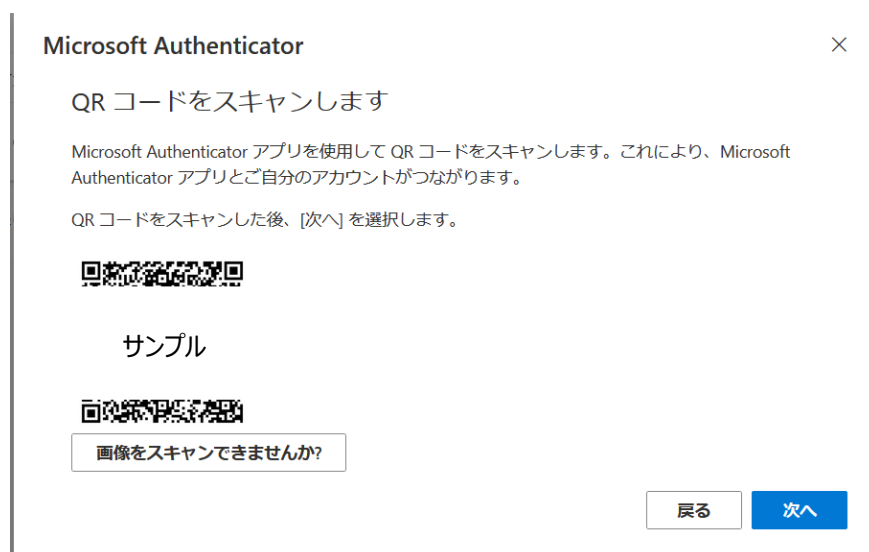 Microsoft Authenticator
QR コードをスキャンします
Microsoft Authenticator アプリを使用して QR コードをスキャンします。これにより、Microsoft
Authenticator アプリとご自分のアカウントがつながります。
QR コードをスキャンした後、[次へ] を選択します。
サンプル
画像をスキャンできませんか?
戻る
次へ